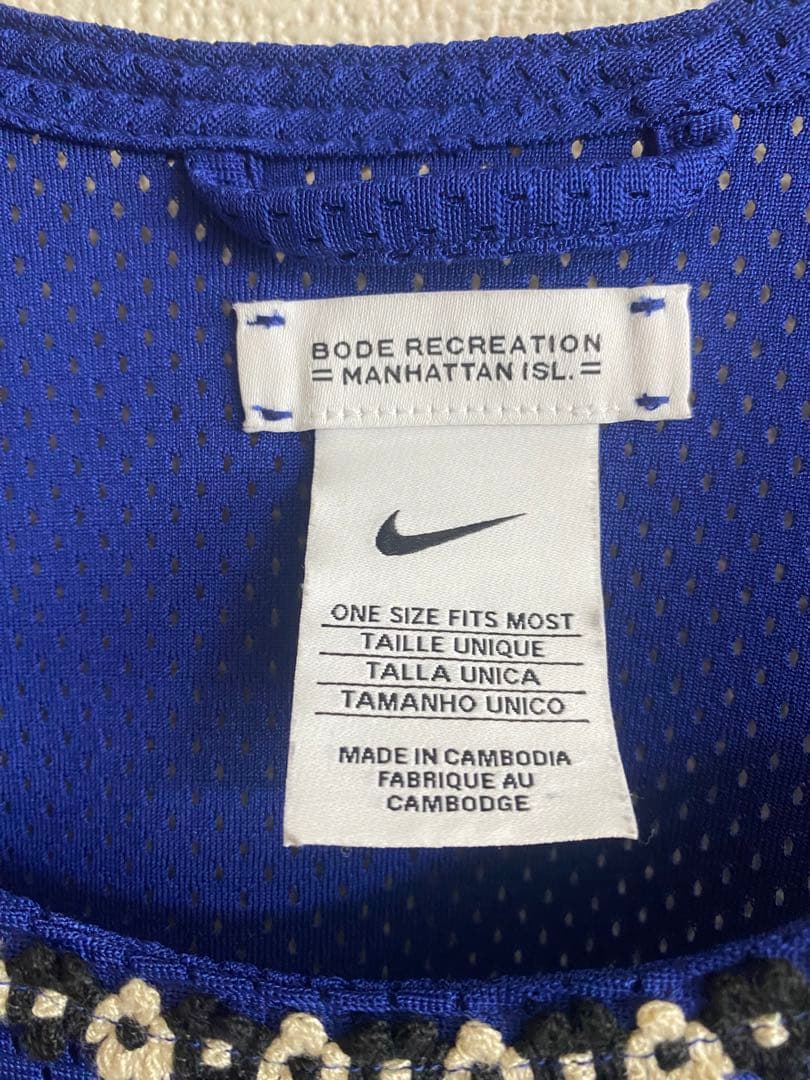 BODE RECREATION
= MANHATTAN ISL. =
ONE SIZE FITS MOST
TAILLE UNIQUE
TALLA UNICA
TAMANHO UNICO
MADE IN CAMBODIA
FABRIQUE AU
CAMBODGE